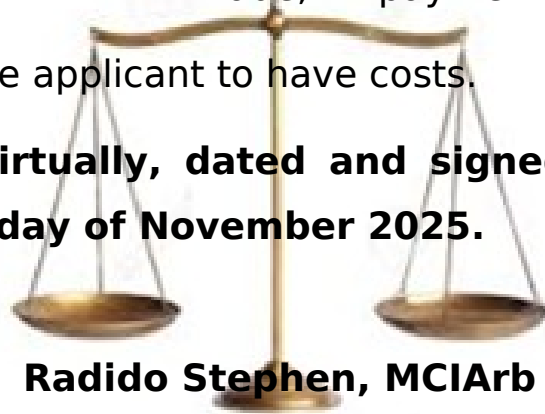 e applicant to have costs.
irtually, dated and signe
day of November 2025.
Radido Stephen, MCIArb